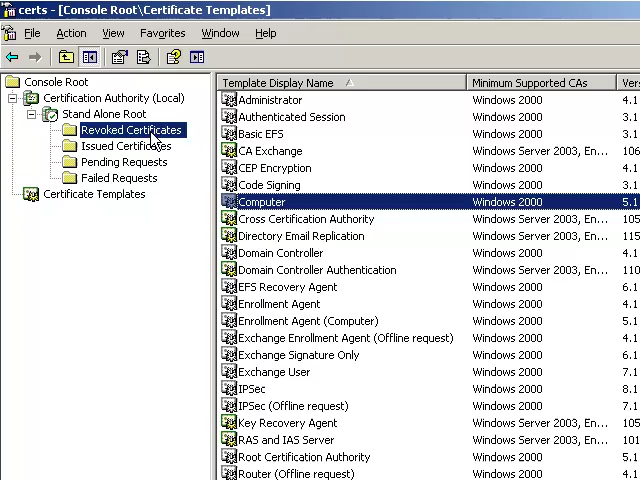 certs - [Console Root\Certificate Templates]
File Action View Favorites Window Help
Console Root
Certification Authority (Local)
Stand Alone Root
Revoked Certificates
Issued Certificates
Pending Requests
Failed Requests
Certificate Templates
Template Display Name Minimum Supported CAs Vers
Administrator Windows 2000 4.1
Authenticated Session Windows 2000 3.1
Basic EFS Windows 2000 3.1
CA Exchange Windows Server 2003, En... 106
CEP Encryption Windows 2000 4.1
Code Signing Windows 2000 3.1
Computer Windows 2000 5.1
Cross Certification Authority Windows Server 2003, En... 105
Directory Email Replication Windows Server 2003, En... 115
Domain Controller Windows 2000 4.1
Domain Controller Authentication Windows Server 2003, En... 110
EFS Recovery Agent Windows 2000 6.1
Enrollment Agent Windows 2000 4.1
Enrollment Agent (Computer) Windows 2000 5.1
Exchange Enrollment Agent (Offline request) Windows 2000 4.1
Exchange Signature Only Windows 2000 6.1
Exchange User Windows 2000 7.1
IPSec Windows 2000 8.1
IPSec (Offline request) Windows 2000 7.1
Key Recovery Agent Windows Server 2003, En... 105
RAS and IAS Server Windows Server 2003, En... 101
Root Certification Authority Windows 2000 5.1
Router (Offline request) Windows 2000 4.1